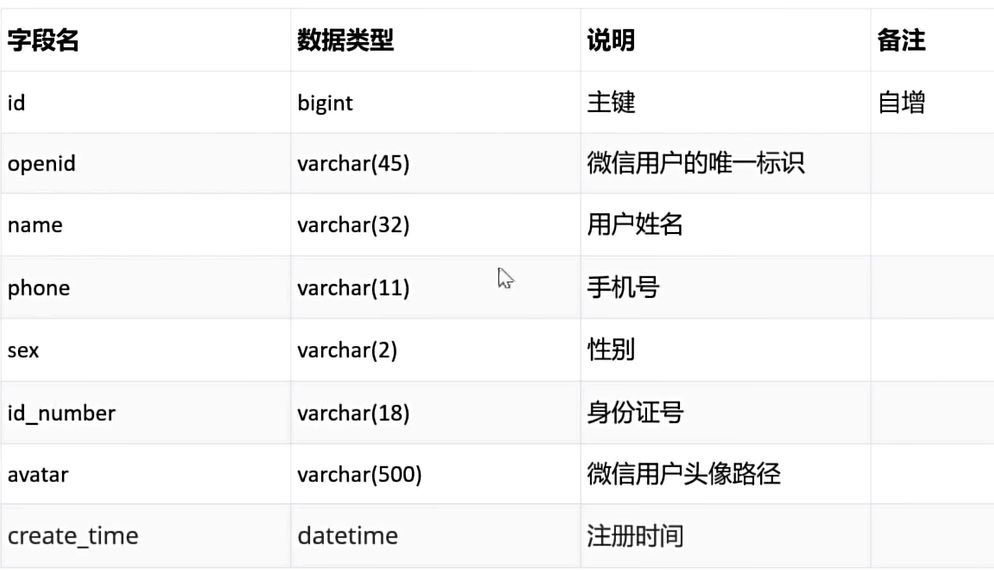 字段名 数据类型 说明 备注
id bigint 主键 自增
openid varchar(45) 微信用户的唯一标识
name varchar(32) 用户姓名
phone varchar(11) 手机号
sex varchar(2) 性别
id_number varchar(18) 身份证号
avatar varchar(500) 微信用户头像路径
create_time datetime 注册时间